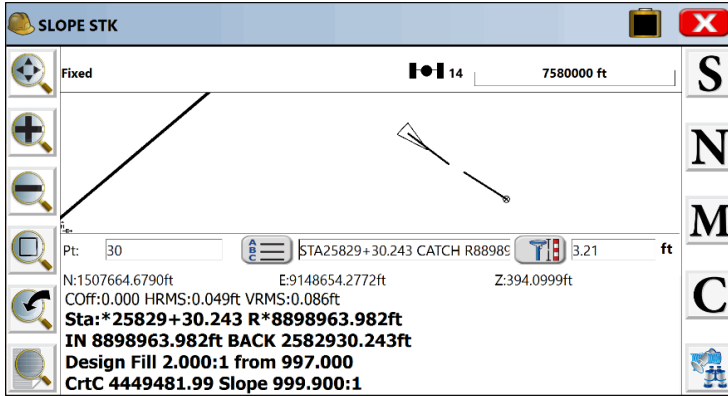 SLOPE STK
Fixed
14
7580000 ft
S
N
M
C
Pt:
30
A
B
C
STA25829+30.243 CATCH R88989
3.21
ft
N:1507664.6790ft E:9148654.2772ft Z:394.0999ft
COff:0.000 HRMS:0.049ft VRMS:0.086ft
Sta:*25829+30.243 R*8898963.982ft
IN 8898963.982ft BACK 2582930.243ft
Design Fill 2.000:1 from 997.000
CrtC 4449481.99 Slope 999.900:1